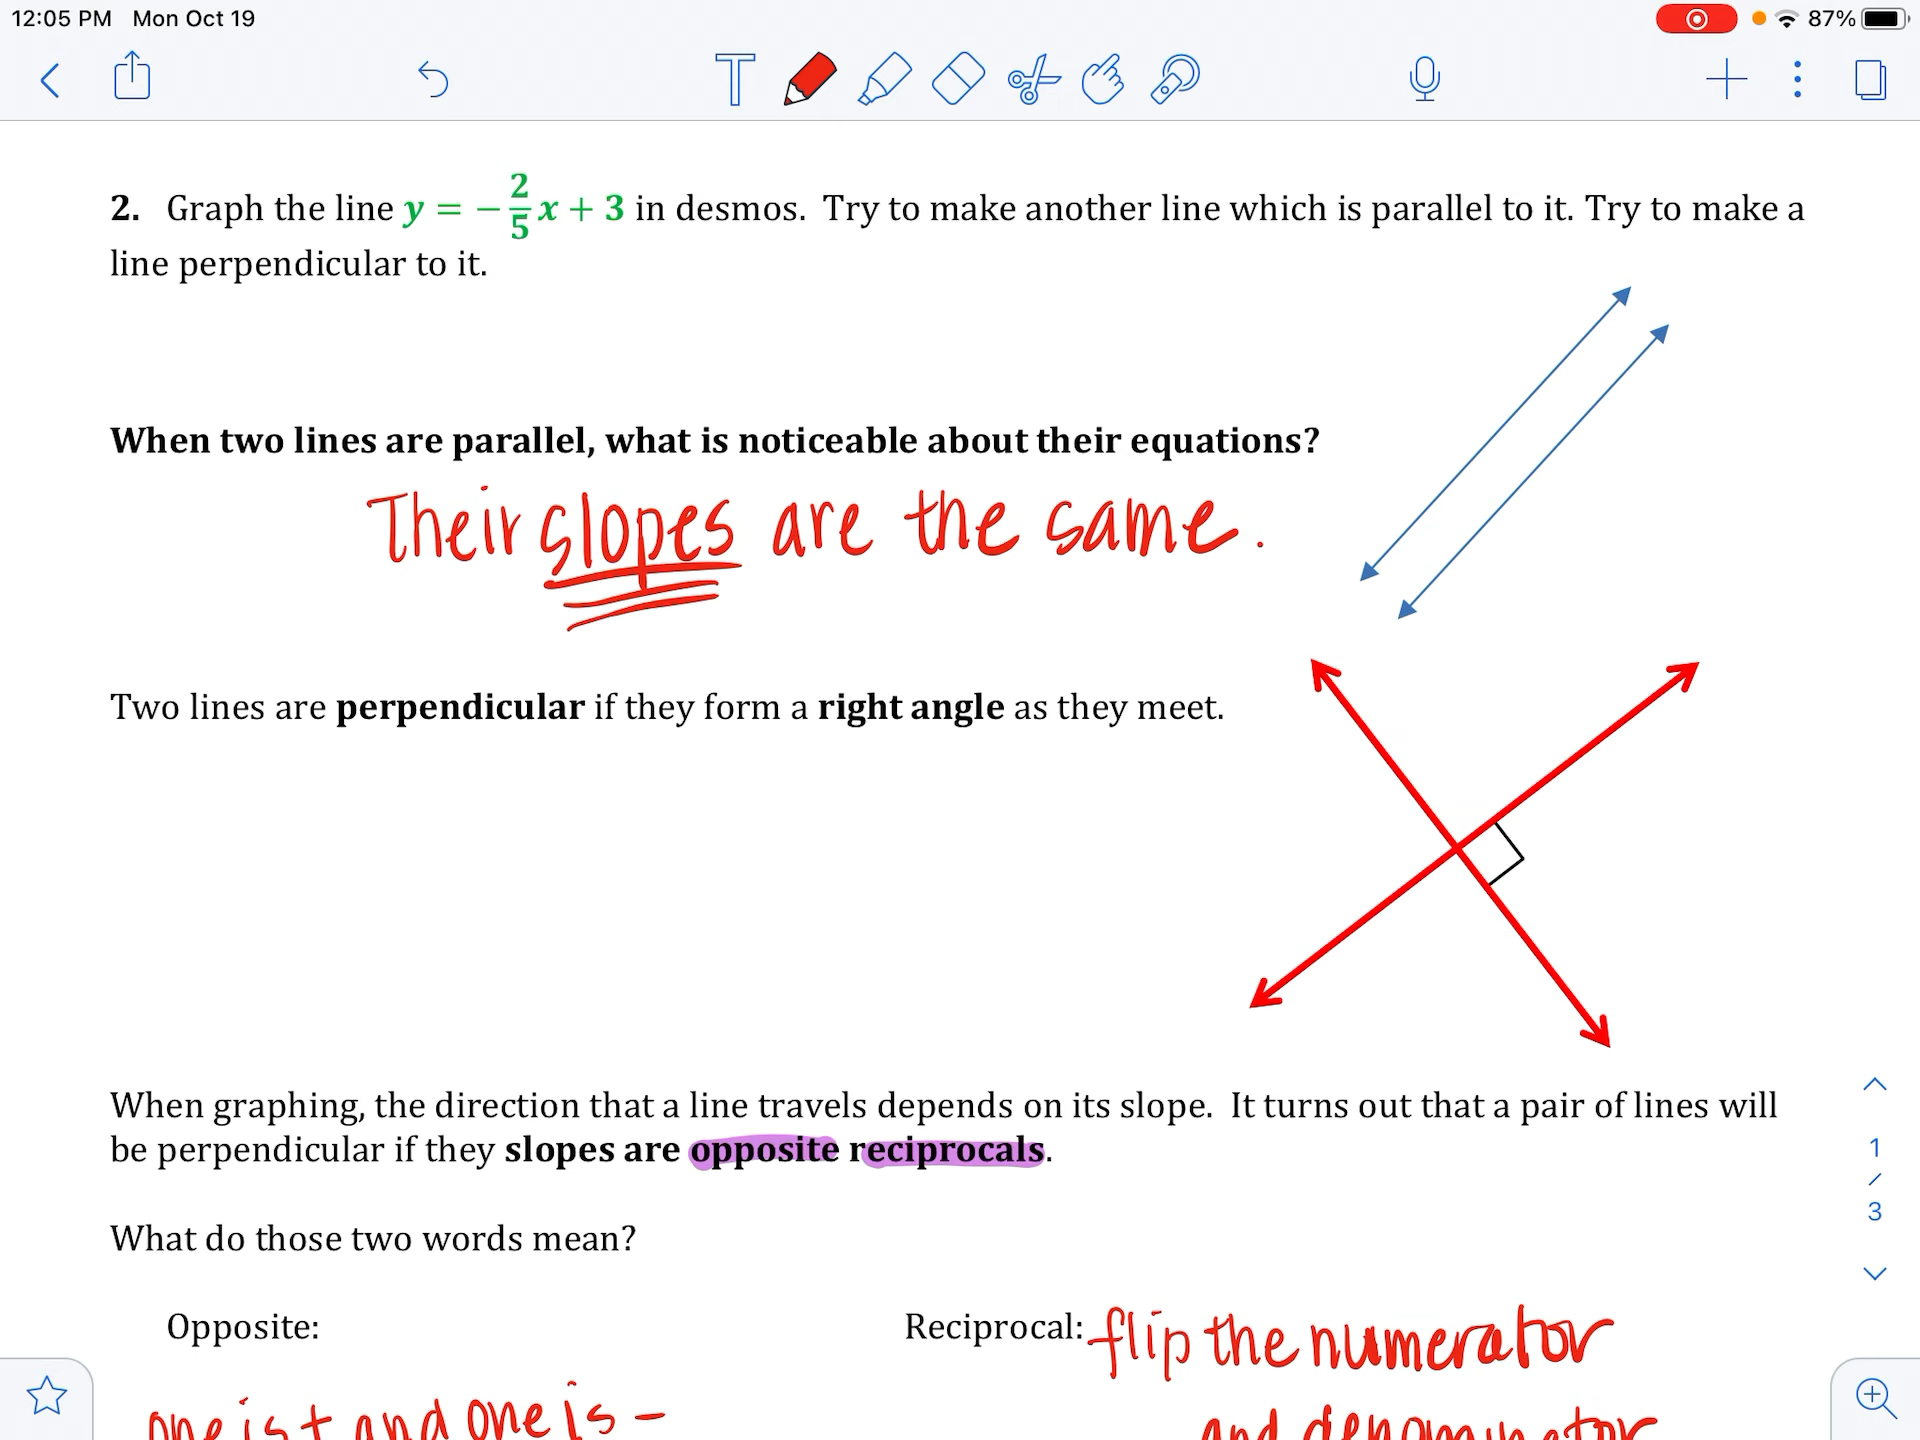 12:05 PM Mon Oct 19 87%
T
2. Graph the line y = −2/5x + 3 in desmos. Try to make another line which is parallel to it. Try to make a
line perpendicular to it.
When two lines are parallel, what is noticeable about their equations?
Their slopes are the same.
Two lines are perpendicular if they form a right angle as they meet.
When graphing, the direction that a line travels depends on its slope. It turns out that a pair of lines will
be perpendicular if they slopes are opposite reciprocals.
1
/
3
What do those two words mean?
Opposite:
one is + and one is −
Reciprocal: flip the numerator
and denominator